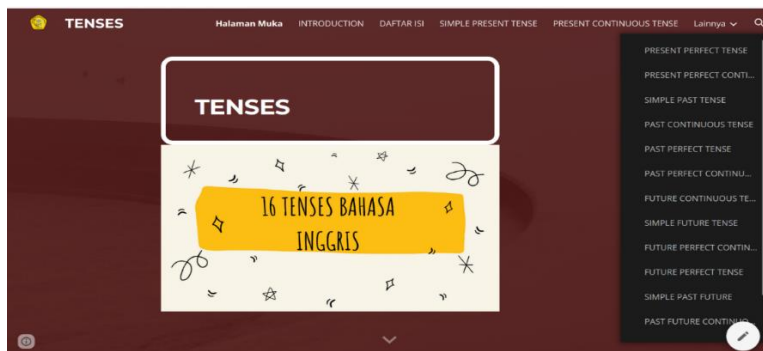 TENSES
Halaman Muka INTRODUCTION DAFTAR ISI SIMPLE PRESENT TENSE PRESENT CONTINUOUS TENSE Lainnya
PRESENT PERFECT TENSE
PRESENT PERFECT CONTI...
SIMPLE PAST TENSE
PAST CONTINUOUS TENSE
PAST PERFECT TENSE
PAST PERFECT CONTINU...
FUTURE CONTINUOUS TE...
SIMPLE FUTURE TENSE
FUTURE PERFECT CONTIN...
FUTURE PERFECT TENSE
SIMPLE PAST FUTURE
PAST FUTURE
TENSES
16 TENSES BAHASA
INGGRIS